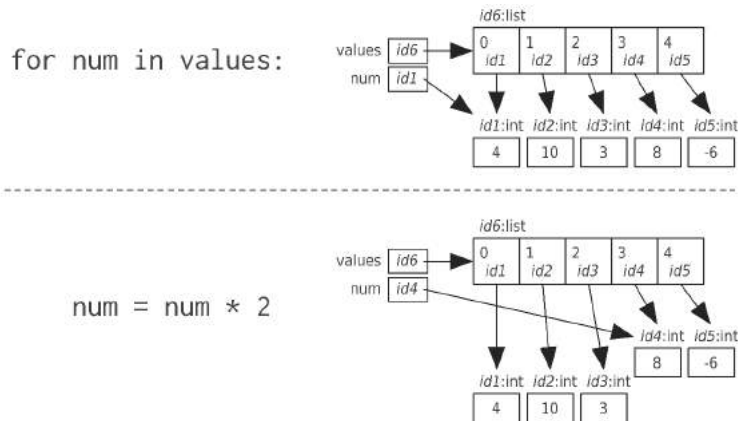 id6:list
for num in values:
values id6
num id1
0 1 2 3 4
id1 id2 id3 id4 id5
id1:int id2:int id3:int id4:int id5:int
4 10 3 8 -6
id6:list
num = num * 2
values id6
num id4
0 1 2 3 4
id1 id2 id3 id4 id5
id4:int id5:int
8 -6
id1:int id2:int id3:int
4 10 3